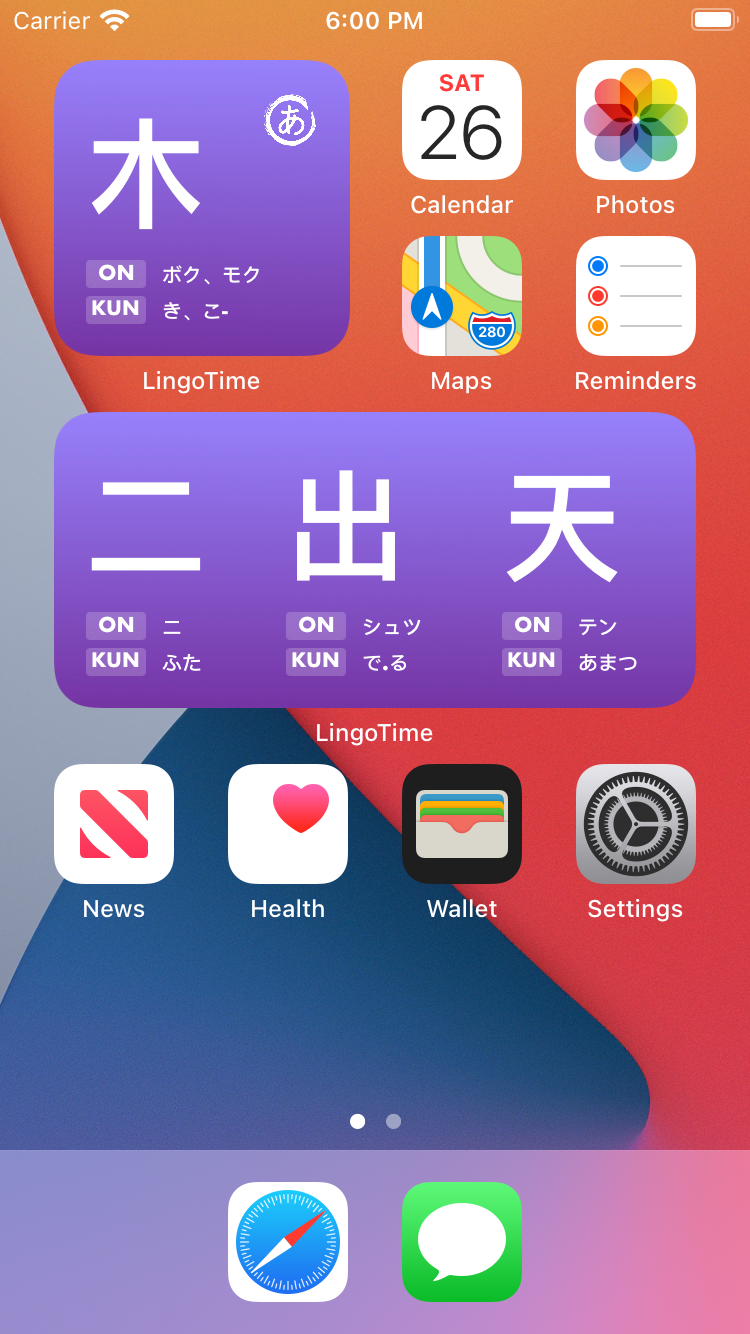 Carrier 6:00 PM
あ
木
ON ボク、モク
KUN き、こ-
LingoTime
SAT
26
Calendar
Photos
280
Maps
Reminders
二 出 天
ON ニ ON シュツ ON テン
KUN ふた KUN で.る KUN あまつ
LingoTime
News Health Wallet Settings